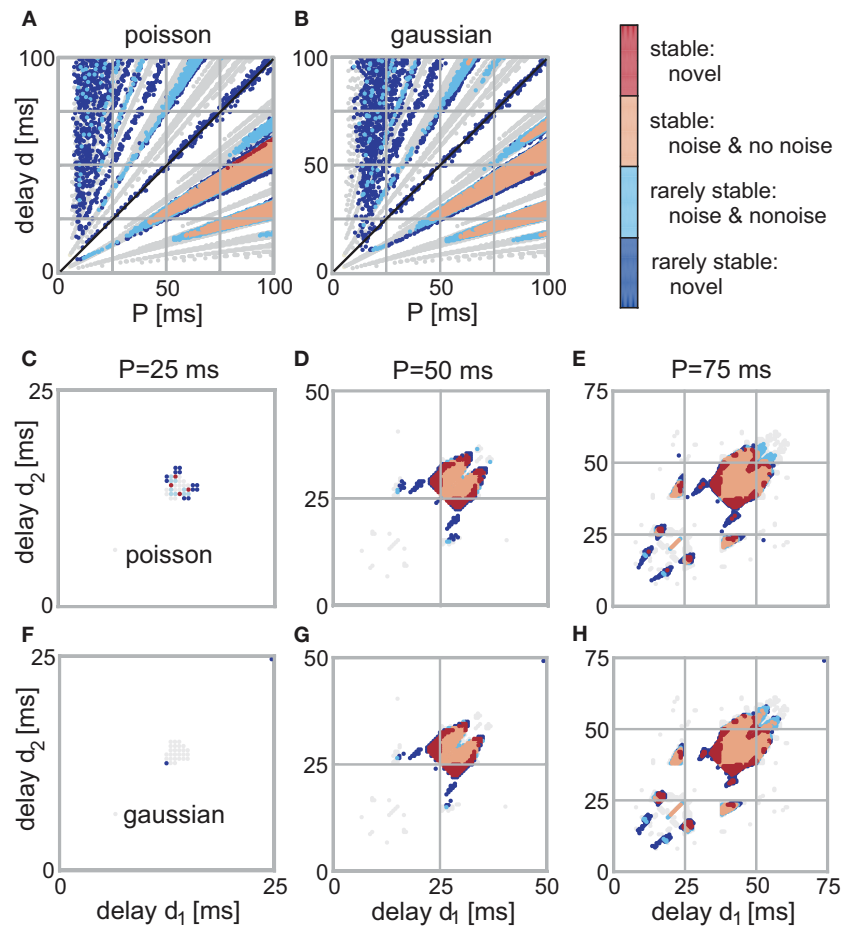 A
poisson
B
gaussian
100
50
0
delay d [ms]
0
50
100
P [ms]
100
50
0
0
50
100
P [ms]
stable:
novel
stable:
noise & no noise
rarely stable:
noise & nonoise
rarely stable:
novel
C
P=25 ms
D
P=50 ms
E
P=75 ms
25
0
delay d2 [ms]
poisson
50
25
0
75
50
25
0
F
G
H
25
0
delay d2 [ms]
gaussian
0
25
delay d1 [ms]
50
25
0
0
25
50
delay d1 [ms]
75
50
25
0
0
25
50
75
delay d1 [ms]